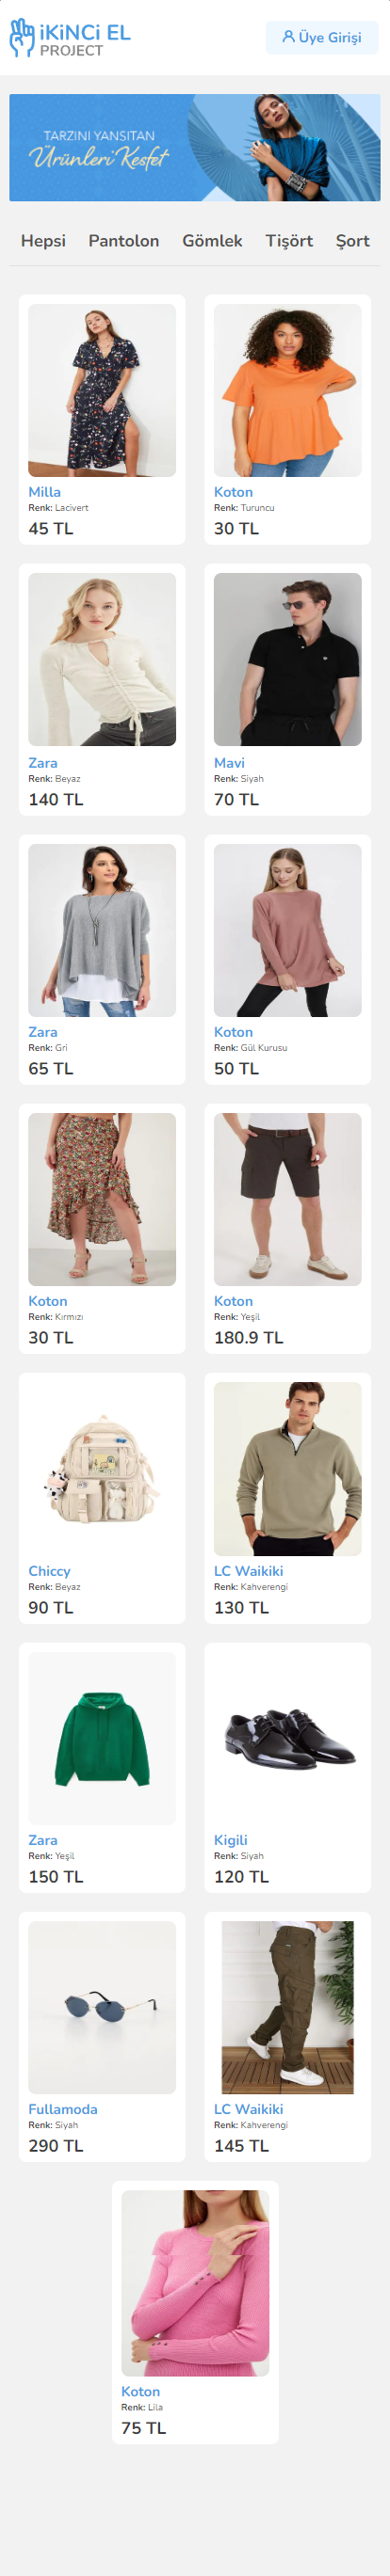 iKiNCi EL
PROJECT
Üye Girişi
TARZINI YANSITAN
Ürünleri Keşfet
Hepsi Pantolon Gömlek Tişört Şort
Milla
Renk: Lacivert
45 TL
Koton
Renk: Turuncu
30 TL
Zara
Renk: Beyaz
140 TL
Mavi
Renk: Siyah
70 TL
Zara
Renk: Gri
65 TL
Koton
Renk: Gül Kurusu
50 TL
Koton
Renk: Kırmızı
30 TL
Koton
Renk: Yeşil
180.9 TL
Chiccy
Renk: Beyaz
90 TL
LC Waikiki
Renk: Kahverengi
130 TL
Zara
Renk: Yeşil
150 TL
Kigili
Renk: Siyah
120 TL
Fullamoda
Renk: Siyah
290 TL
LC Waikiki
Renk: Kahverengi
145 TL
Koton
Renk: Lila
75 TL